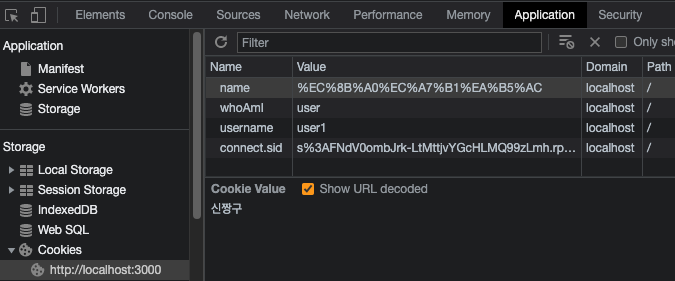 Elements Console Sources Network Performance Memory Application Security
Application
Manifest
Service Workers
Storage
Storage
Local Storage
Session Storage
IndexedDB
Web SQL
Cookies
http://localhost:3000
Filter Only sho
Name Value Domain Path
name %EC%8B%A0%EC%A7%B1%EA%B5%AC localhost /
whoAmI user localhost /
username user1 localhost /
connect.sid s%3AFNdV0ombJrk-LtMttjvYGcHLMQ99zLmh.rp... localhost /
Cookie Value Show URL decoded
신짱구